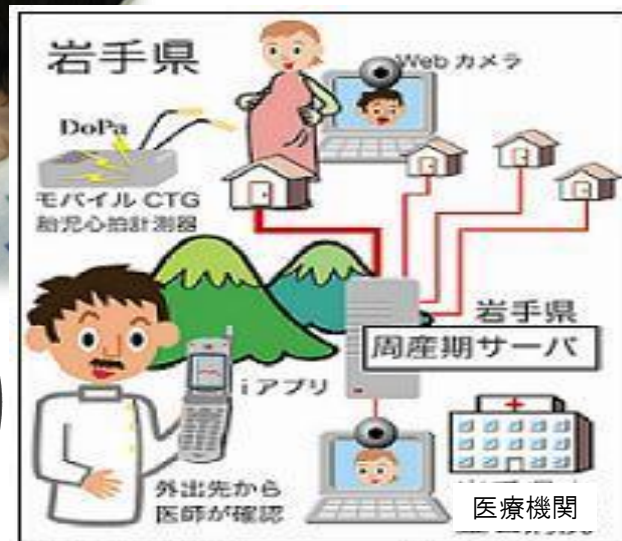 岩手県
Webカメラ
DoPa
モバイルCTG
胎児心拍計測器
岩手県
周産期サーバ
iアプリ
外出先から
医師が確認
医療機関